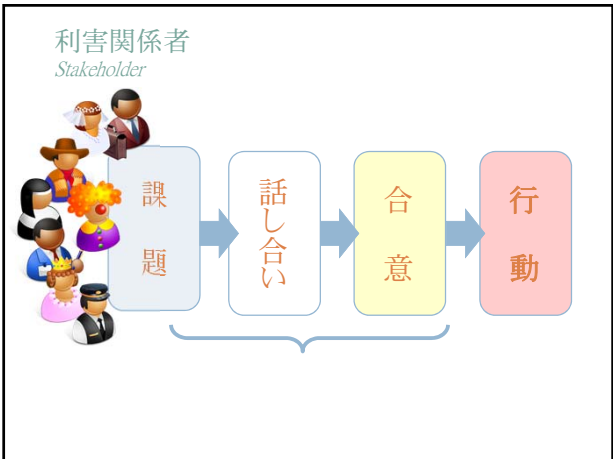 利害関係者
Stakeholder
課題
話し合い
合意
行動